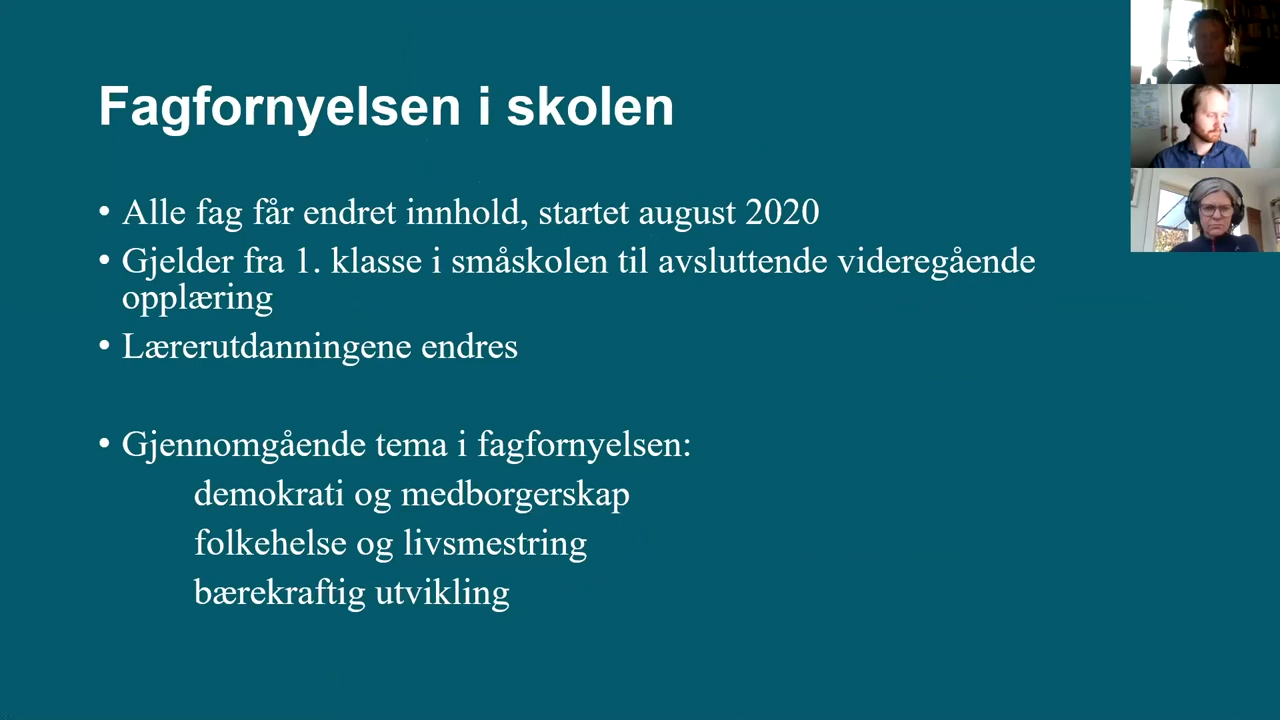 Fagfornyelsen i skolen
• Alle fag får endret innhold, startet august 2020
• Gjelder fra 1. klasse i småskolen til avsluttende videregående
opplæring
• Lærerutdanningene endres
• Gjennomgående tema i fagfornyelsen:
demokrati og medborgerskap
folkehelse og livsmestring
bærekraftig utvikling